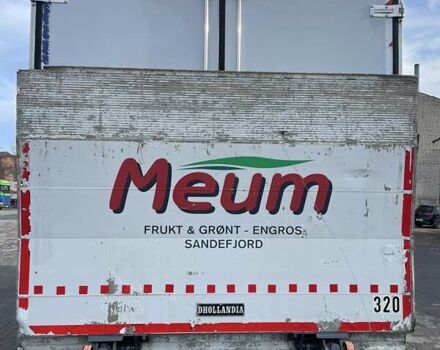 Meum
FRUKT & GRØNT - ENGROS
SANDEFJORD
DHOLLANDIA
320